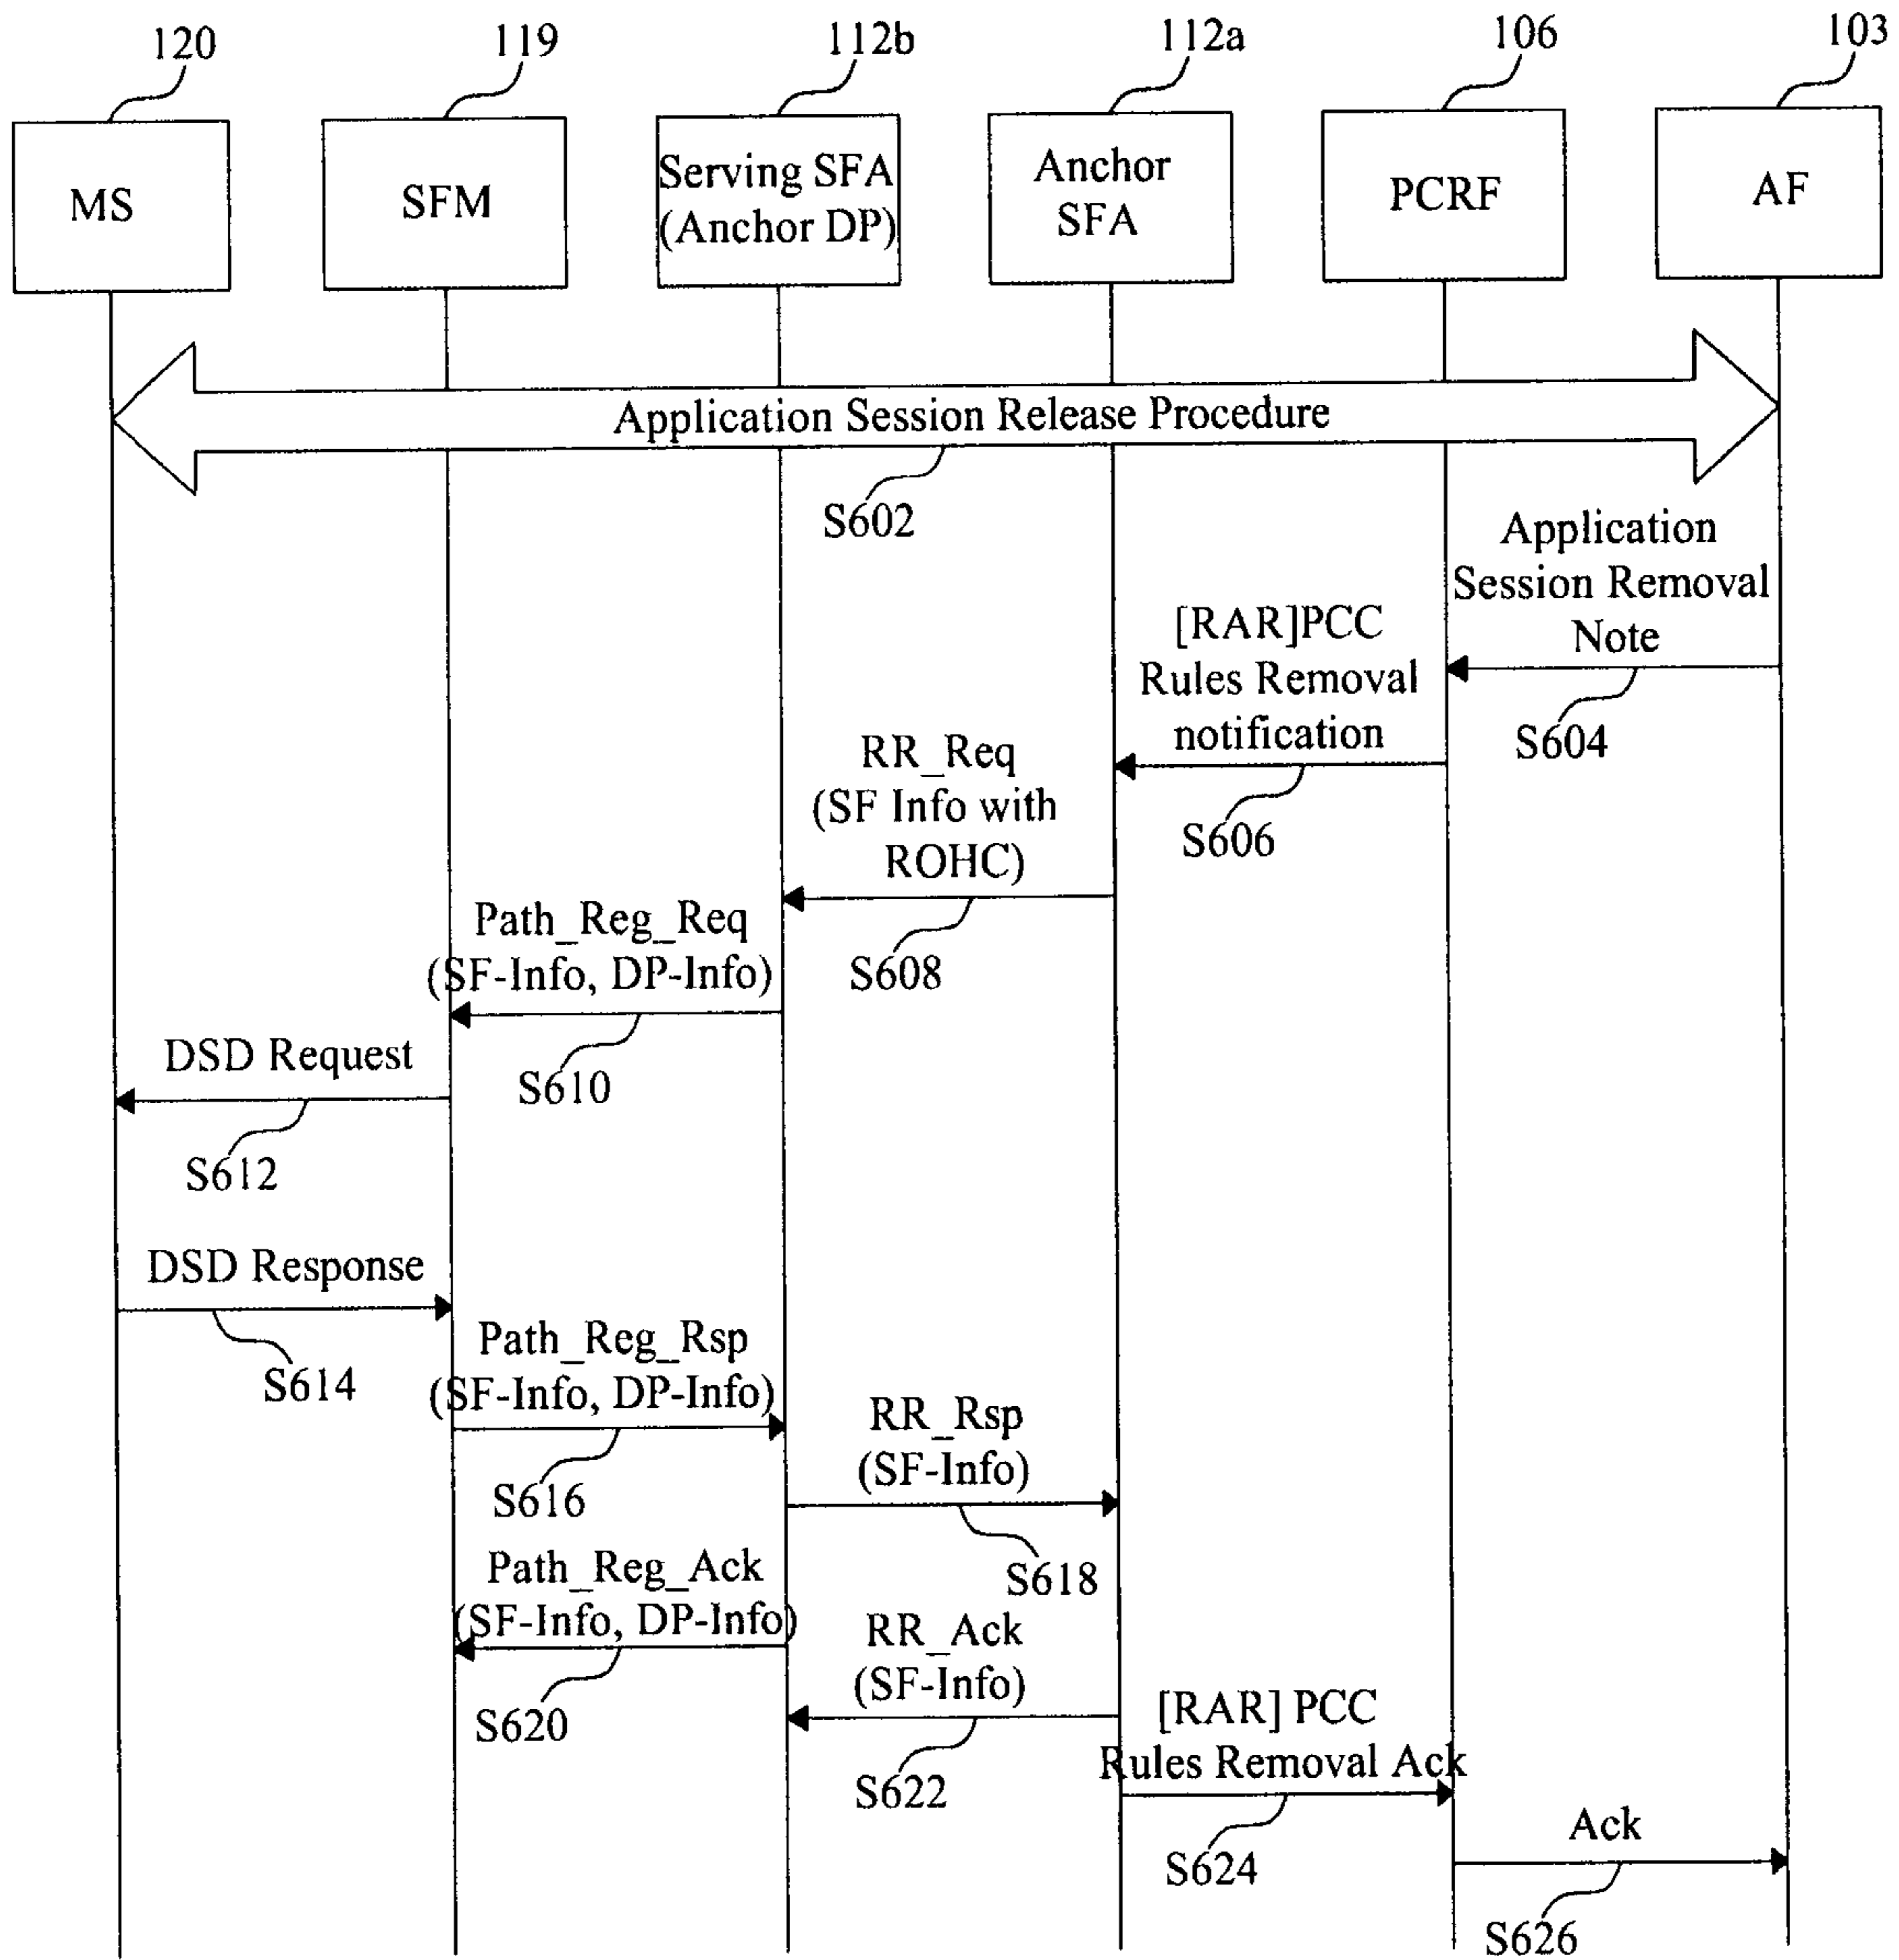 120
119
112b
112a
106
103
MS
SFM
Serving SFA
(Anchor DP)
Anchor
SFA
PCRF
AF
Application Session Release Procedure
S602
Application
Session Removal
Note
S604
[RAR]PCC
Rules Removal
notification
S606
RR_Req
(SF Info with
ROHC)
S608
Path_Reg_Req
(SF-Info, DP-Info)
S610
DSD Request
S612
DSD Response
S614
Path_Reg_Rsp
(SF-Info, DP-Info)
S616
RR_Rsp
(SF-Info)
S618
Path_Reg_Ack
(SF-Info, DP-Info)
S620
RR_Ack
(SF-Info)
S622
[RAR] PCC
Rules Removal Ack
S624
Ack
S626